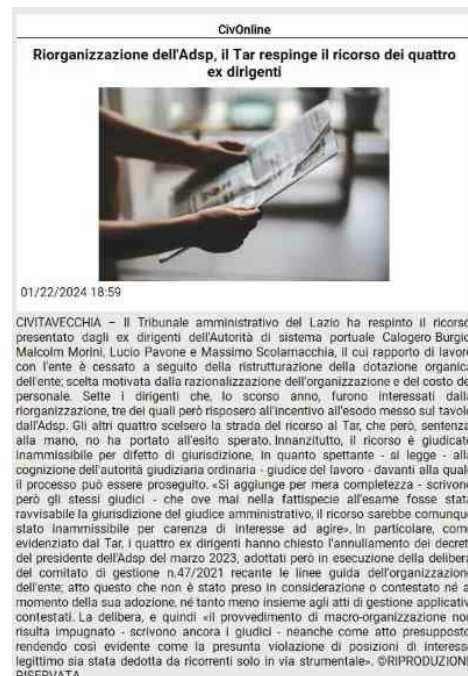 CivOnline
Riorganizzazione dell'Adsp, il Tar respinge il ricorso dei quattro
ex dirigenti
01/22/2024 18:59
CIVITAVECCHIA – Il Tribunale amministrativo del Lazio ha respinto il ricorso
presentato dagli ex dirigenti dell'Autorità di sistema portuale Calogero Burgio
Malcolm Morini, Lucio Pavone e Massimo Scolamacchia, il cui rapporto di lavoro
con l'ente è cessato a seguito della ristrutturazione della dotazione organica
dell'ente; scelta motivata dalla razionalizzazione dell'organizzazione e del costo de
personale. Sette i dirigenti che, lo scorso anno, furono interessati dalla
riorganizzazione, tre dei quali però risposero all'incentivo all'esodo messo sul tavolo
dall'Adsp. Gli altri quattro scelsero la strada del ricorso al Tar, che però, sentenza
alla mano, no ha portato all'esito sperato. Innanzitutto, il ricorso è giudicato
inammissibile per difetto di giurisdizione, in quanto spettante - si legge - alla
cognizione dell'autorità giudiziaria ordinaria - giudice del lavoro - davanti alla quale
il processo può essere proseguito. «Si aggiunge per mera completezza - scrivono
però gli stessi giudici - che ove mai nella fattispecie all'esame fosse stata
ravvisabile la giurisdizione del giudice amministrativo, il ricorso sarebbe comunque
stato inammissibile per carenza di interesse ad agire». In particolare, come
evidenziato dal Tar, i quattro ex dirigenti hanno chiesto l'annullamento dei decret
del presidente dell'Adsp del marzo 2023, adottati però in esecuzione della delibera
del comitato di gestione n.47/2021 recante le linee guida dell'organizzazione
dell'ente; atto questo che non è stato preso in considerazione o contestato né a
momento della sua adozione, né tanto meno insieme agli atti di gestione applicativ
contestati. La delibera, e quindi «il provvedimento di macro-organizzazione non
risulta impugnato - scrivono ancora i giudici - neanche come atto presupposto
rendendo così evidente come la presunta violazione di posizioni di interesse
legittimo sia stata dedotta da ricorrenti solo in via strumentale». ©RIPRODUZIONE
RISERVATA